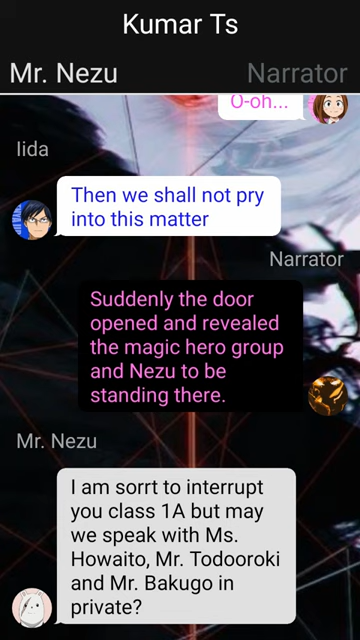 Kumar Ts
Mr. Nezu
Narrator
O-oh...
Iida
Then we shall not pry
into this matter
Narrator
Suddenly the door
opened and revealed
the magic hero group
and Nezu to be
standing there.
Mr. Nezu
I am sorrt to interrupt
you class 1A but may
we speak with Ms.
Howaito, Mr. Todooroki
and Mr. Bakugo in
private?